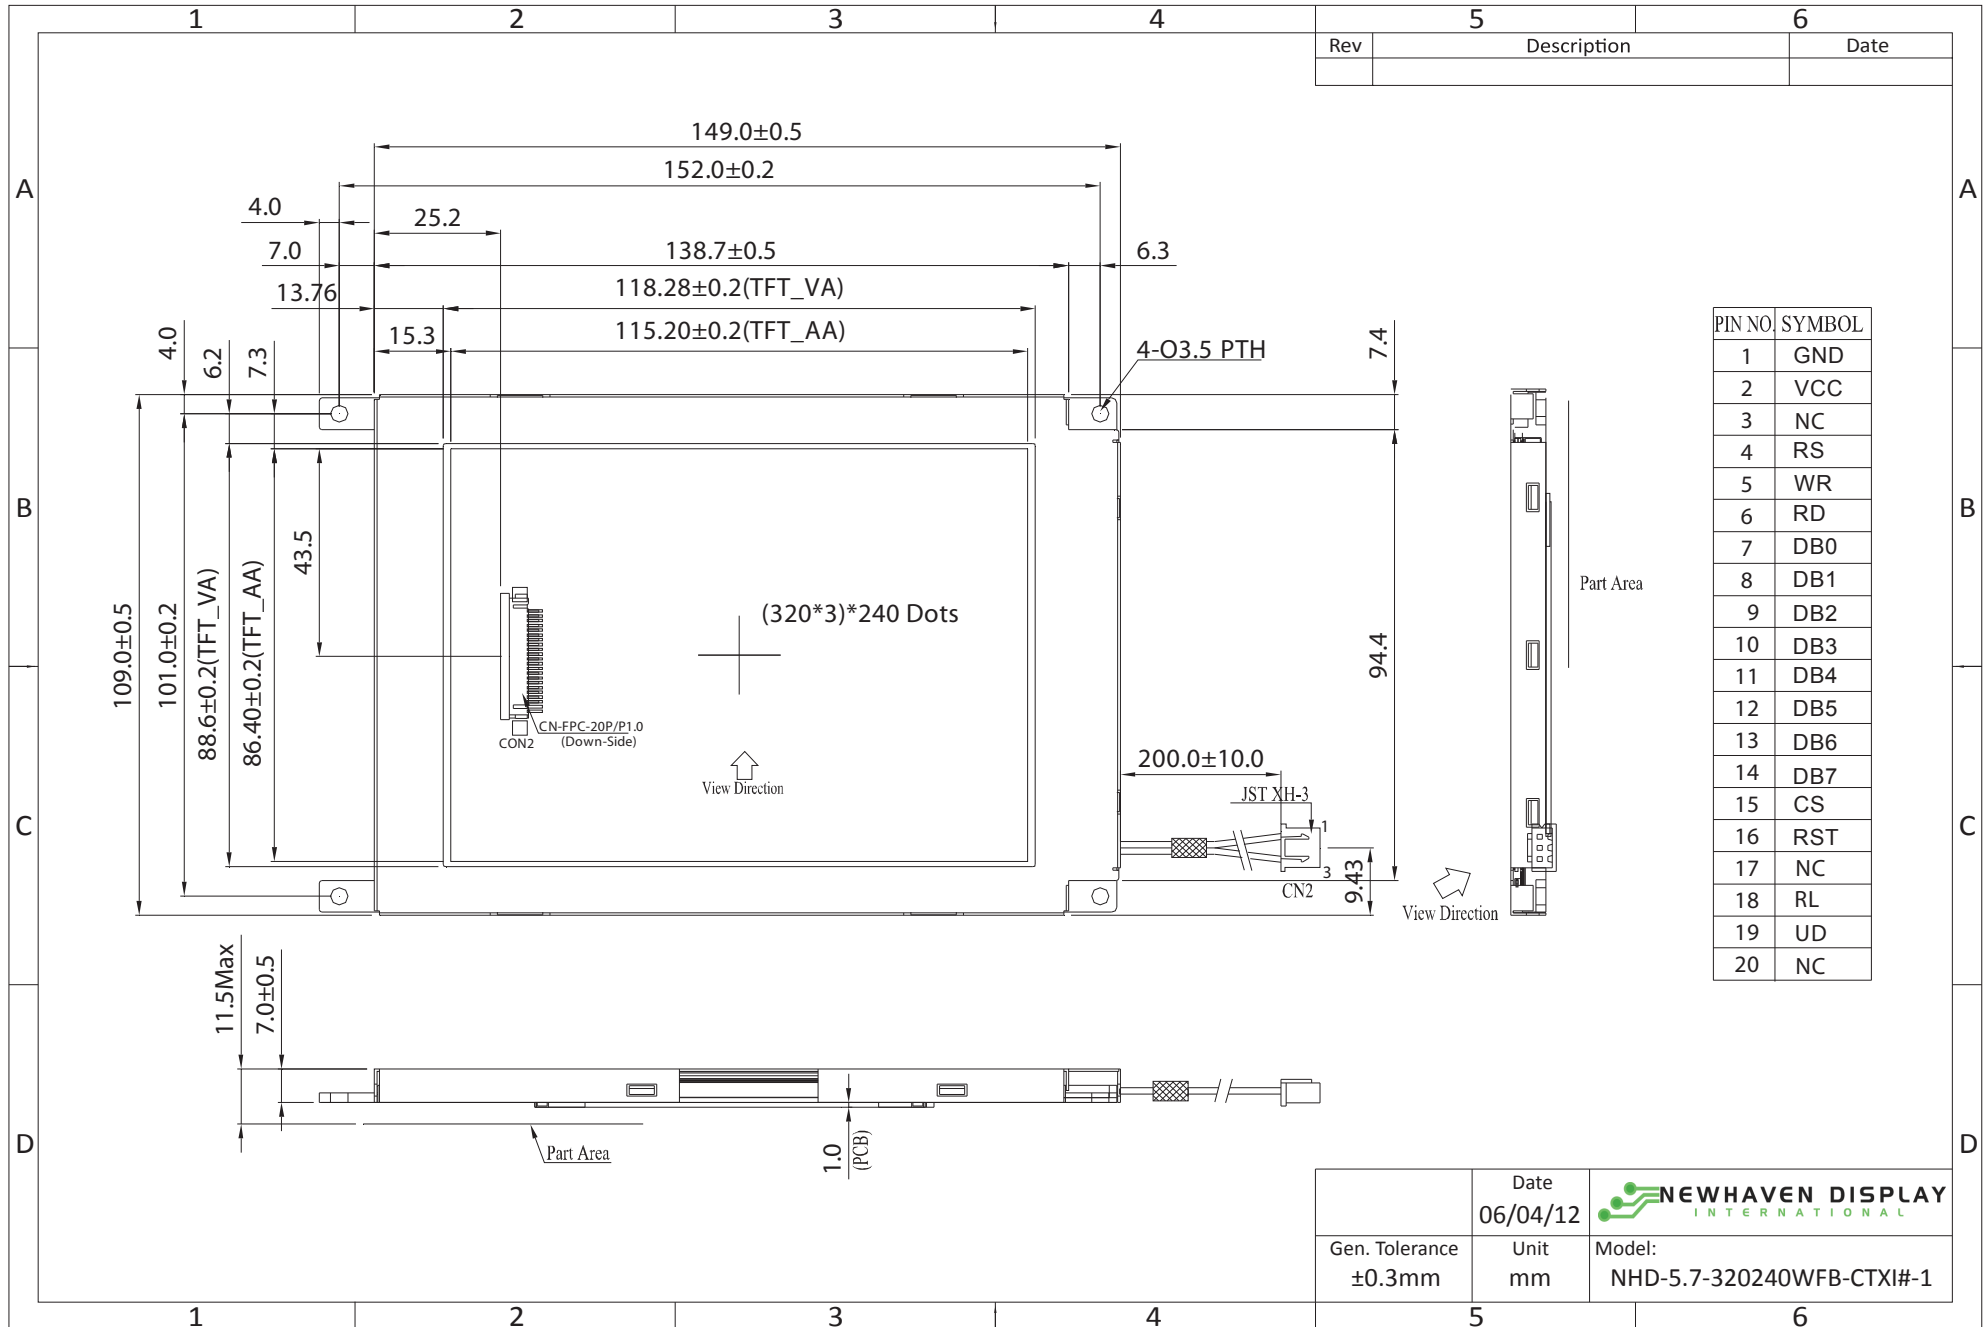 1 2 3 4 5 6
Rev Description Date
A A
B B
C C
D D
149.0±0.5
152.0±0.2
4.0
25.2
7.0
138.7±0.5
6.3
13.76
118.28±0.2(TFT_VA)
15.3
115.20±0.2(TFT_AA)
4.0
6.2
7.3
4-O3.5 PTH
7.4
109.0±0.5
101.0±0.2
88.6±0.2(TFT_VA)
86.40±0.2(TFT_AA)
43.5
(320*3)*240 Dots
CN-FPC-20P/P1.0
(Down-Side)
CON2
View Direction
94.4
200.0±10.0
JST XH-3
1
3
CN2
9.43
View Direction
Part Area
PIN NO. SYMBOL
1 GND
2 VCC
3 NC
4 RS
5 WR
6 RD
7 DB0
8 DB1
9 DB2
10 DB3
11 DB4
12 DB5
13 DB6
14 DB7
15 CS
16 RST
17 NC
18 RL
19 UD
20 NC
11.5Max
7.0±0.5
Part Area
1.0
(PCB)
Date
06/04/12
NEWHAVEN DISPLAY
INTERNATIONAL
Gen. Tolerance
±0.3mm
Unit
mm
Model:
NHD-5.7-320240WFB-CTXI#-1
1 2 3 4 5 6